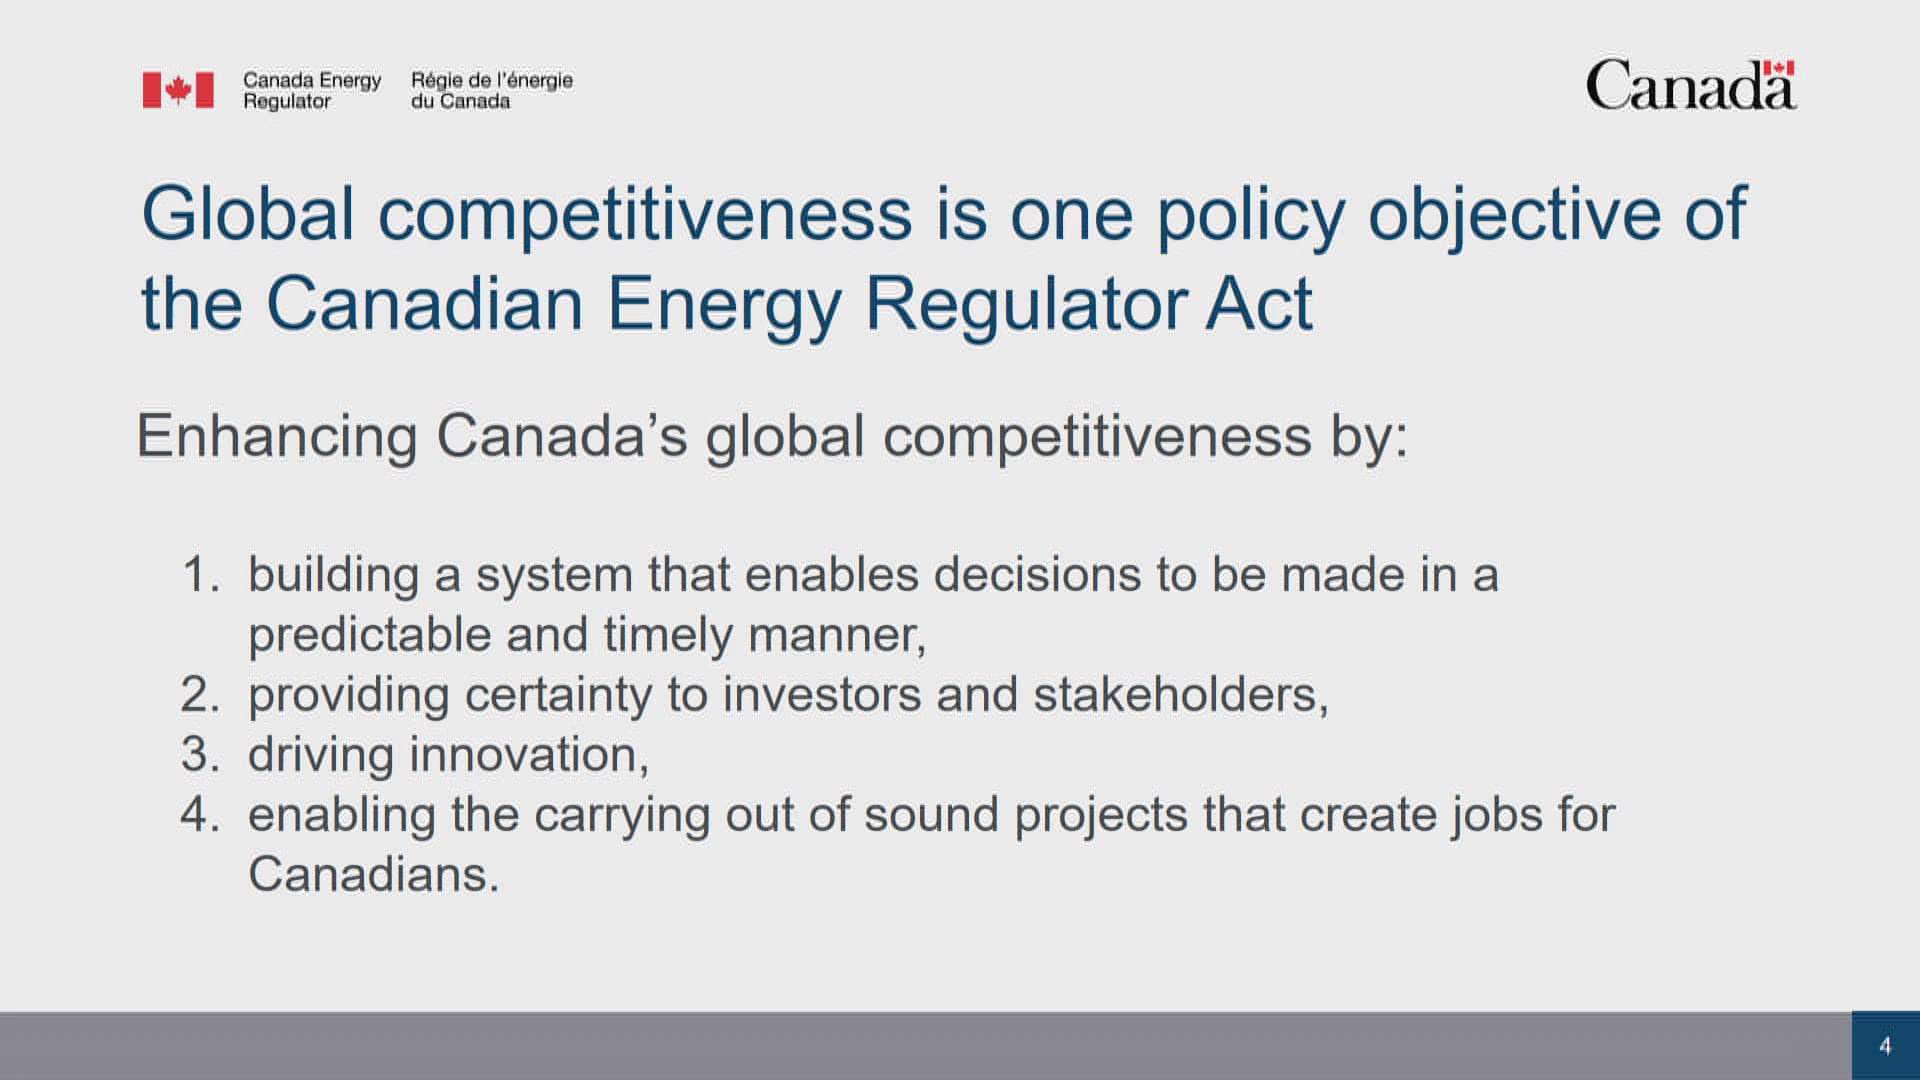 Canada Energy Regulator
Régie de l'énergie du Canada
Canada
Global competitiveness is one policy objective of
the Canadian Energy Regulator Act
Enhancing Canada’s global competitiveness by:
1. building a system that enables decisions to be made in a
predictable and timely manner,
2. providing certainty to investors and stakeholders,
3. driving innovation,
4. enabling the carrying out of sound projects that create jobs for
Canadians.
4